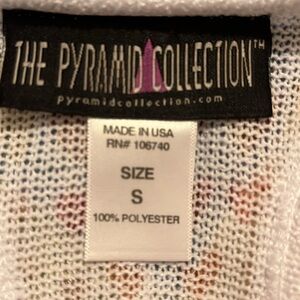 THE PYRAMID COLLECTION™
pyramidcollection.com
MADE IN USA
RN# 106740
SIZE
S
100% POLYESTER